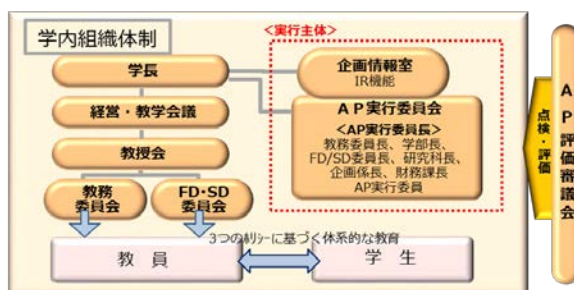 学内組織体制
<実行主体>
学長
企画情報室
IR機能
経営・教学会議
AP実行委員会
<AP実行委員長>
教務委員長、学部長、
FD/SD委員長、研究科長、
企画係長、財務課長
AP実行委員
教授会
教務
委員会
FD・SD
委員会
3つのポリシーに基づく体系的な教育
教 員
学 生
点検・評価
AP評価審議会